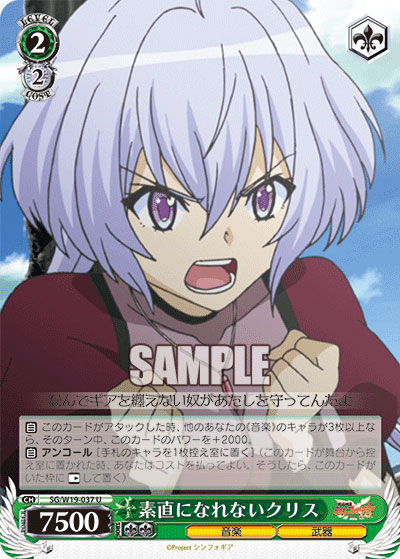 LEVEL
2
2
COST
SAMPLE
なんでギアを纏えない奴があたしを守ってんだよ
自 このカードがアタックした時、他のあなたの《音楽》のキャラが3枚以上なら、そのターン中、このカードのパワーを+2000。
自 アンコール [手札のキャラを1枚控え室に置く] (このカードが舞台から控え室に置かれた時、あなたはコストを払ってよい。そうしたら、このカードがいた枠に
して置く)
CH
SG/W19-037 U
7500
素直になれないクリス
音楽
武器
©Project シンフォギア